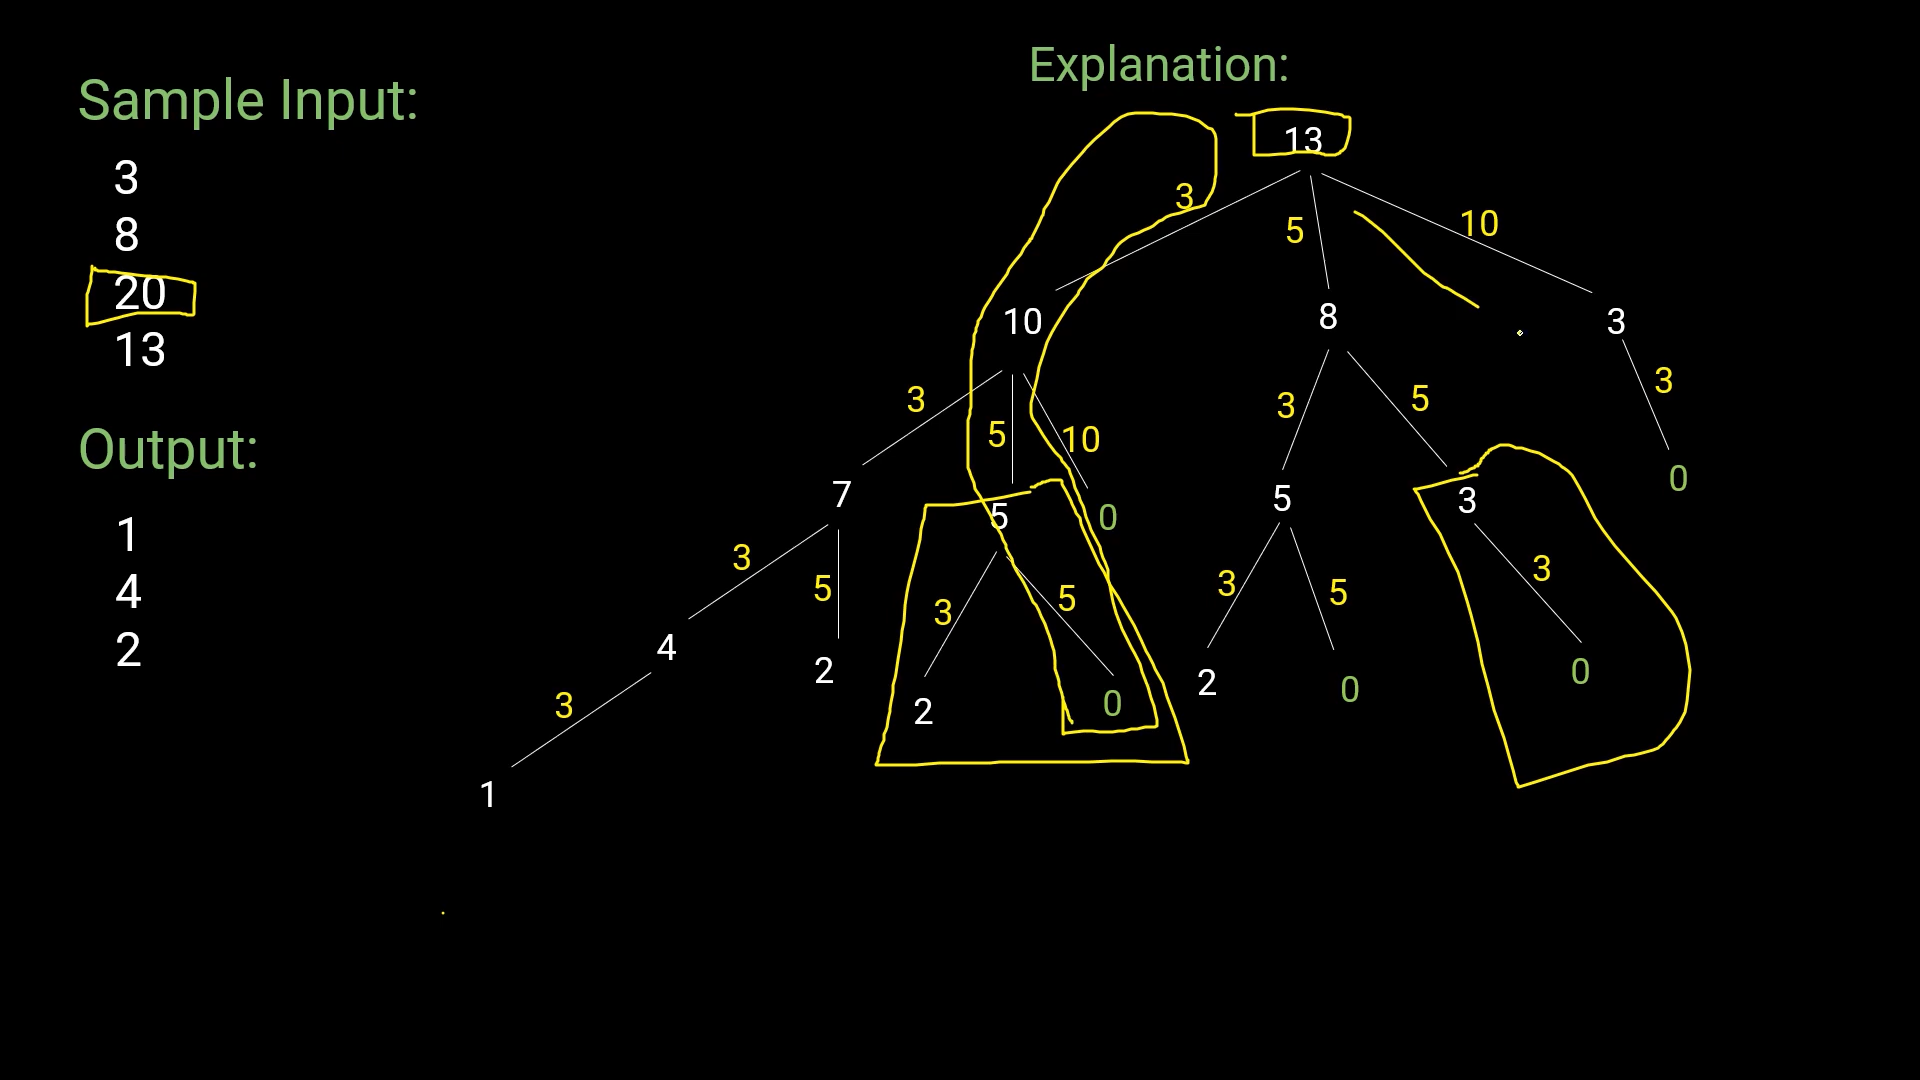 Explanation:
Sample Input:
3
8
20
13
Output:
1
4
2
13
3 5 10
10 8 3
3 5 10 3 5 3
7 5 0 5 3 0
3 5 3 5 3 5 3
4 2 2 0 2 0 0
3
1